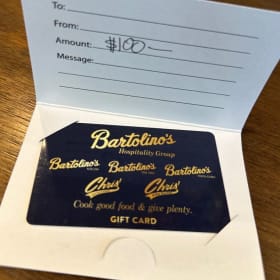 To:
From:
Amount: $100—
Message:
Bartolino's
Hospitality Group
Bartolino's Bartolino's Bartolino's
Chris' Chris'
Cook good food & give plenty.
GIFT CARD